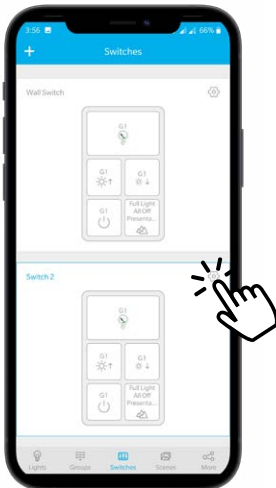 3:56 66%
+ Switches
Wall Switch
G1
G1 G1
G1 Full Light
All Off
Presenta...
Switch 2
G1
G1 G1
G1 Full Light
All Off
Presenta...
Lights Groups Switches Scenes More